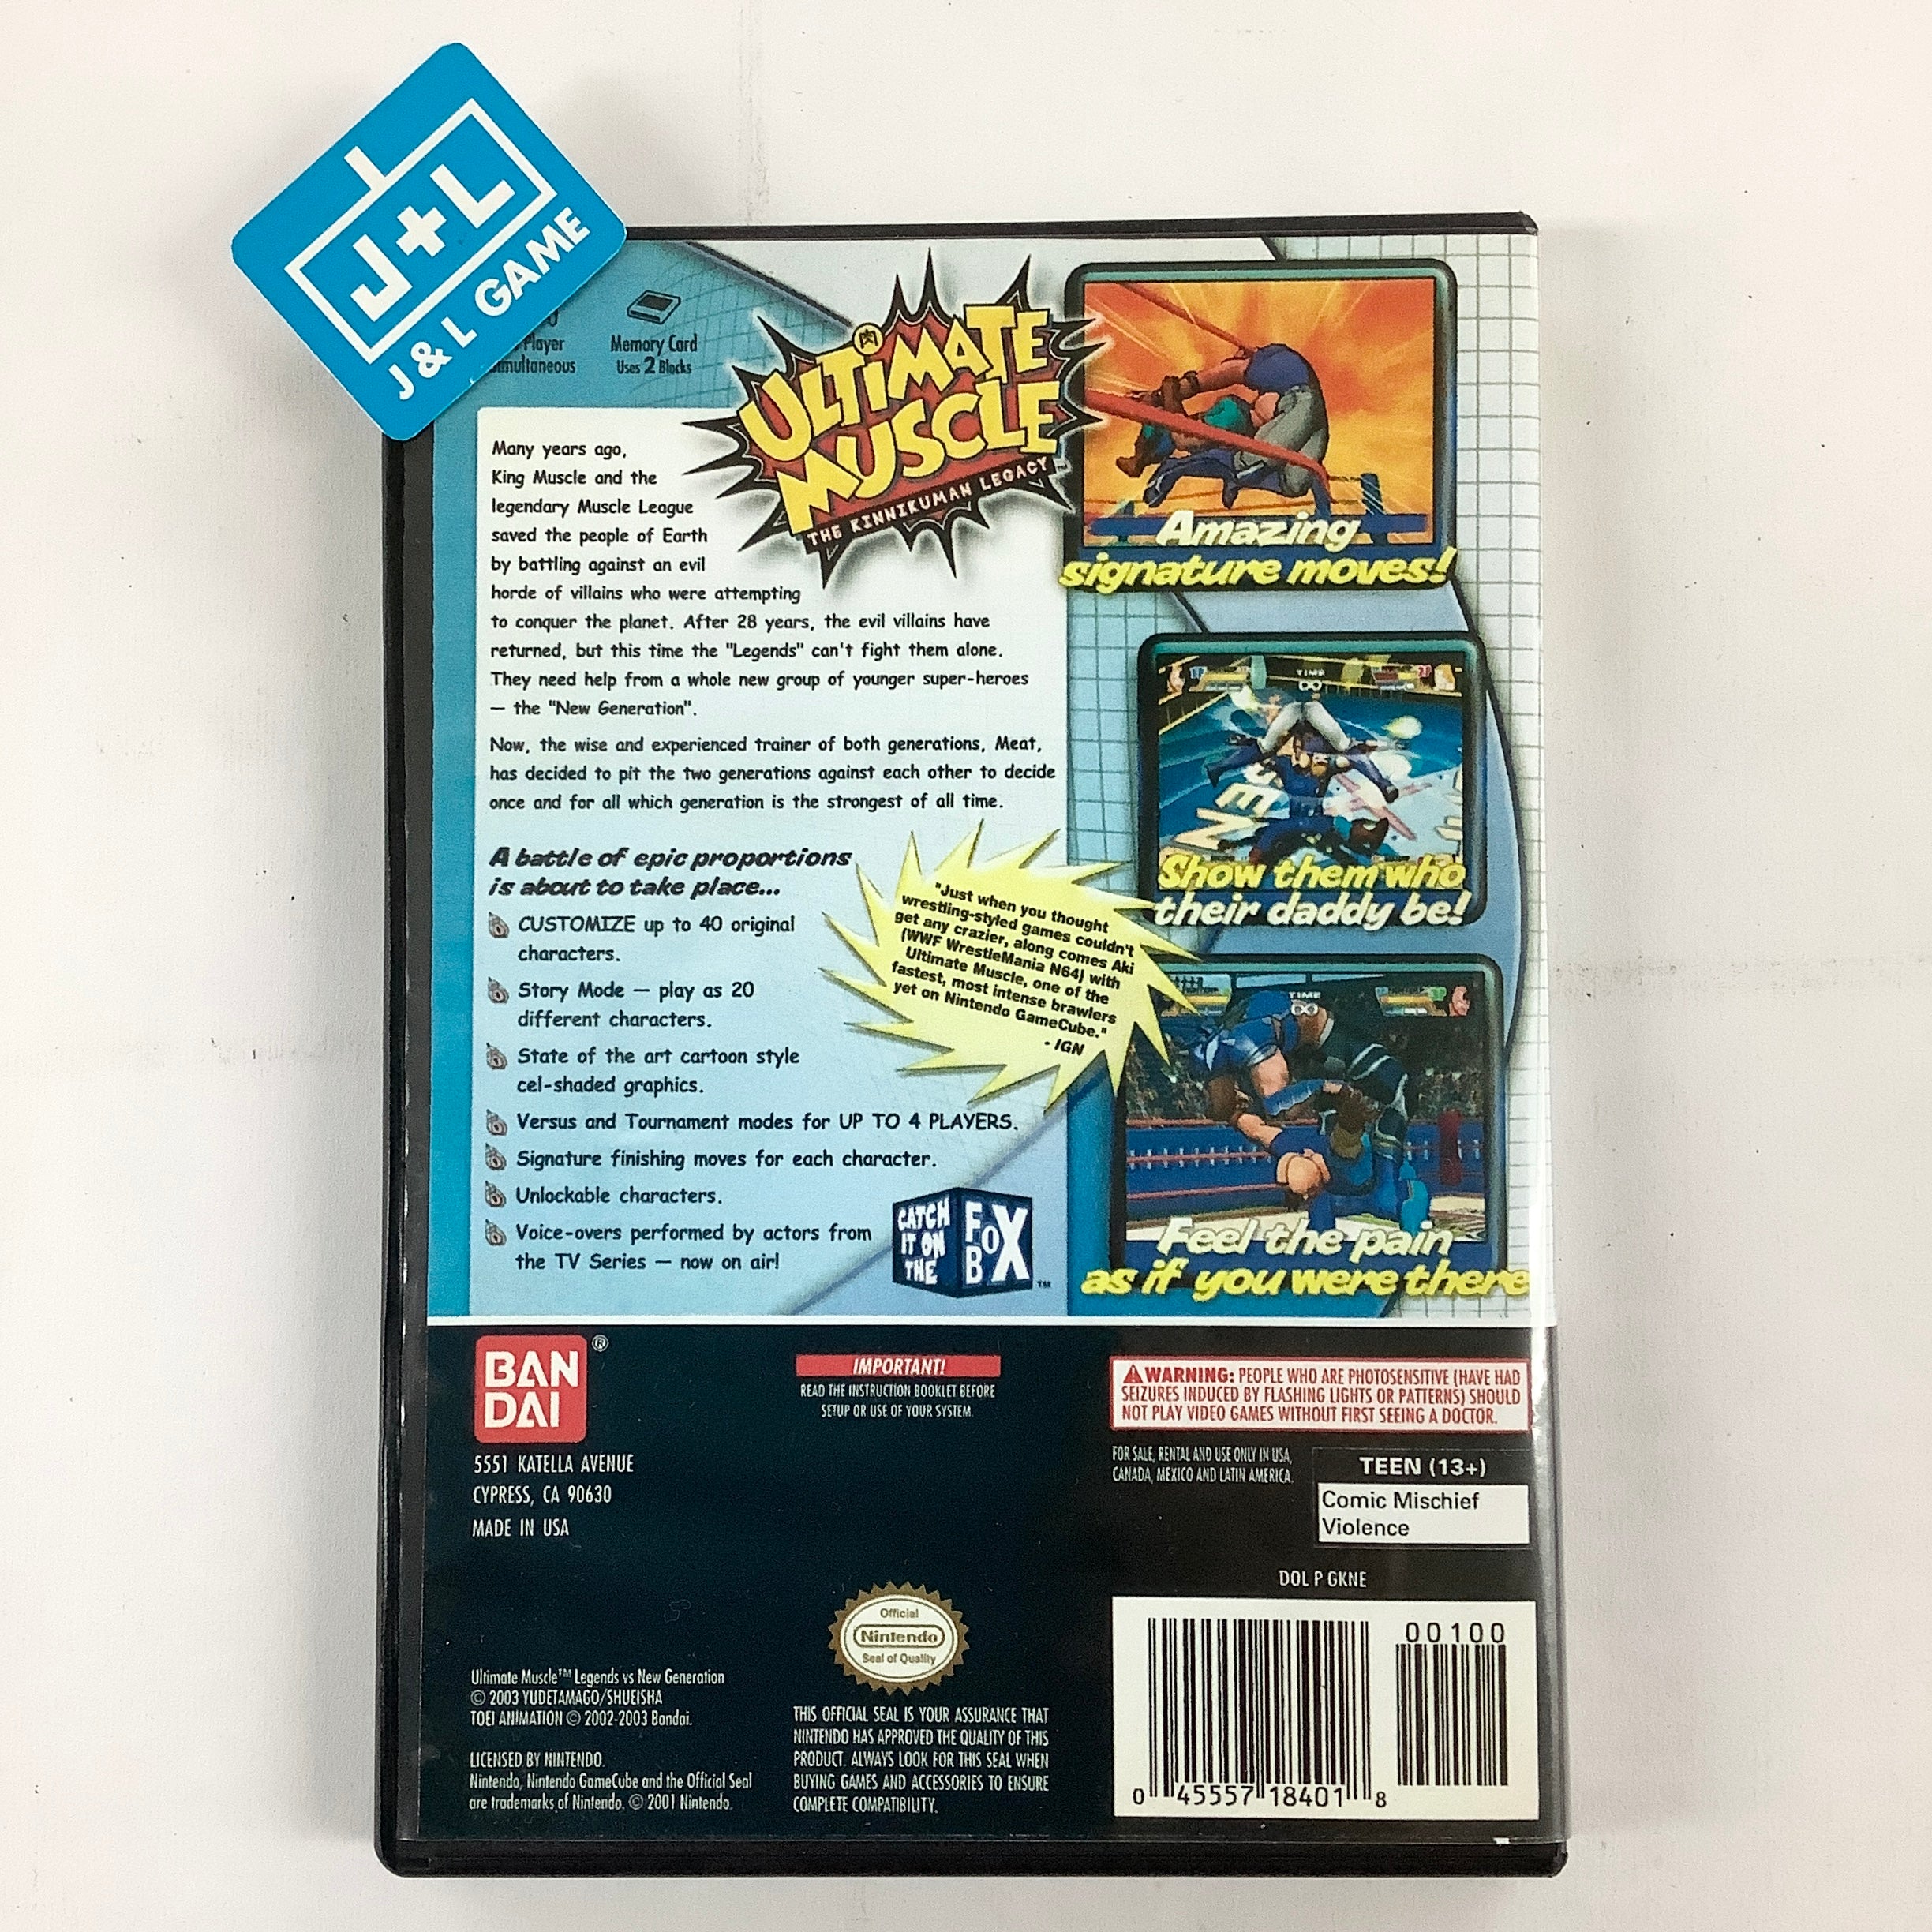 J+L
J & L GAME
Player
Simultaneous
Memory Card
Uses 2 Blocks
肉
ULTIMATE
MUSCLE
THE KINNIKUMAN LEGACY
Many years ago,
King Muscle and the
legendary Muscle League
saved the people of Earth
by battling against an evil
horde of villains who were attempting
to conquer the planet. After 28 years, the evil villains have
returned, but this time the "Legends" can't fight them alone.
They need help from a whole new group of younger super-heroes
— the "New Generation".
Now, the wise and experienced trainer of both generations, Meat,
has decided to pit the two generations against each other to decide
once and for all which generation is the strongest of all time.
A battle of epic proportions
is about to take place...
CUSTOMIZE up to 40 original
characters.
Story Mode — play as 20
different characters.
State of the art cartoon style
cel-shaded graphics.
Versus and Tournament modes for UP TO 4 PLAYERS.
Signature finishing moves for each character.
Unlockable characters.
Voice-overs performed by actors from
the TV Series — now on air!
"Just when you thought
wrestling-styled games couldn't
get any crazier, along comes Aki
(WWF WrestleMania N64) with
Ultimate Muscle, one of the
fastest, most intense brawlers
yet on Nintendo GameCube."
- IGN
CATCH
IT ON
THE
FOX
BOX
TM
Amazing
signature moves!
TIME
∞
Show them who
their daddy be!
TIME
∞
Feel the pain
as if you were there
BAN
DAI
®
5551 KATELLA AVENUE
CYPRESS, CA 90630
MADE IN USA
IMPORTANT!
READ THE INSTRUCTION BOOKLET BEFORE
SETUP OR USE OF YOUR SYSTEM.
WARNING: PEOPLE WHO ARE PHOTOSENSITIVE (HAVE HAD
SEIZURES INDUCED BY FLASHING LIGHTS OR PATTERNS) SHOULD
NOT PLAY VIDEO GAMES WITHOUT FIRST SEEING A DOCTOR.
FOR SALE, RENTAL AND USE ONLY IN USA,
CANADA, MEXICO AND LATIN AMERICA.
TEEN (13+)
Comic Mischief
Violence
DOL P GKNE
Official
Nintendo
Seal of Quality
Ultimate Muscle™ Legends vs New Generation
© 2003 YUDETAMAGO/SHUEISHA
TOEI ANIMATION © 2002-2003 Bandai.
LICENSED BY NINTENDO.
Nintendo, Nintendo GameCube and the Official Seal
are trademarks of Nintendo. © 2001 Nintendo.
THIS OFFICIAL SEAL IS YOUR ASSURANCE THAT
NINTENDO HAS APPROVED THE QUALITY OF THIS
PRODUCT. ALWAYS LOOK FOR THIS SEAL WHEN
BUYING GAMES AND ACCESSORIES TO ENSURE
COMPLETE COMPATIBILITY.
00100
0 45557 18401 8